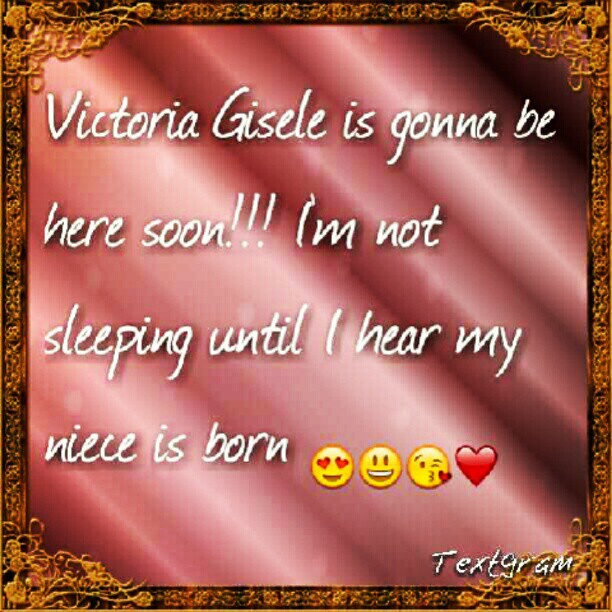 Victoria Gisele is gonna be
here soon!!! I'm not
sleeping until I hear my
niece is born 😍😃😘❤️
Textgram